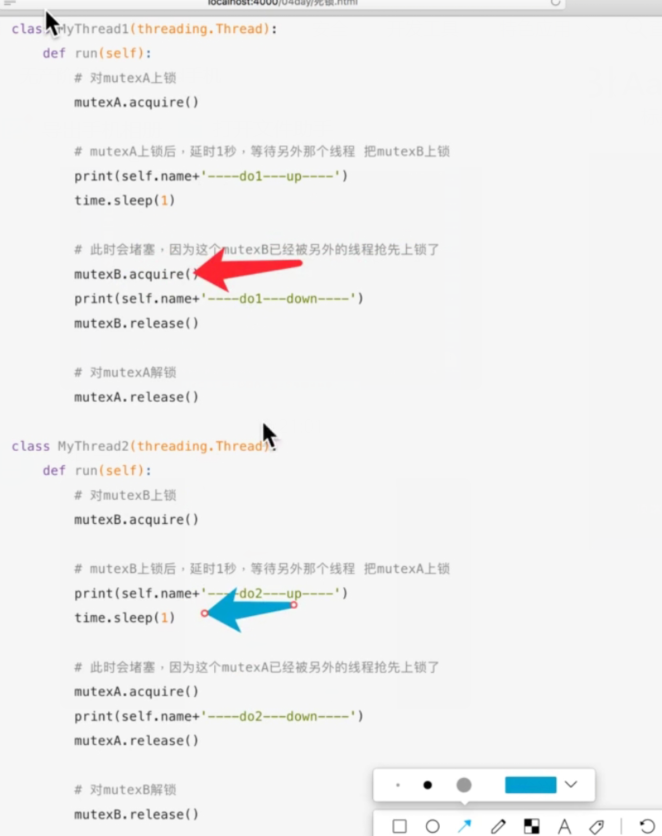 localhost:4000/04day/死锁.html
class MyThread1(threading.Thread):
def run(self):
# 对mutexA上锁
mutexA.acquire()
# mutexA上锁后，延时1秒，等待另外那个线程 把mutexB上锁
print(self.name+'----do1---up----')
time.sleep(1)
# 此时会堵塞，因为这个mutexB已经被另外的线程抢先上锁了
mutexB.acquire()
print(self.name+'----do1---down----')
mutexB.release()
# 对mutexA解锁
mutexA.release()
class MyThread2(threading.Thread):
def run(self):
# 对mutexB上锁
mutexB.acquire()
# mutexB上锁后，延时1秒，等待另外那个线程 把mutexA上锁
print(self.name+'----do2---up----')
time.sleep(1)
# 此时会堵塞，因为这个mutexA已经被另外的线程抢先上锁了
mutexA.acquire()
print(self.name+'----do2---down----')
mutexA.release()
# 对mutexB解锁
mutexB.release()
A